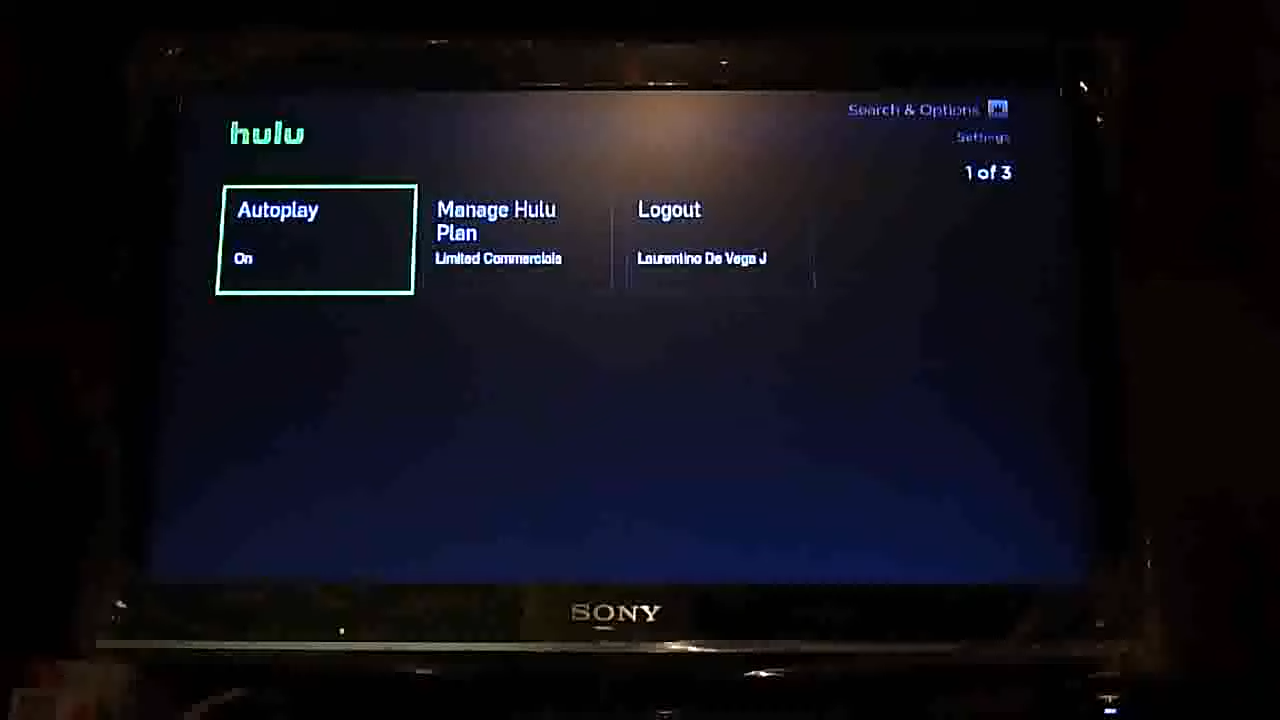 Search & Options
hulu
Settings
1 of 3
Autoplay
On
Manage Hulu
Plan
Limited Commercials
Logout
Laurentino De Vega J
SONY